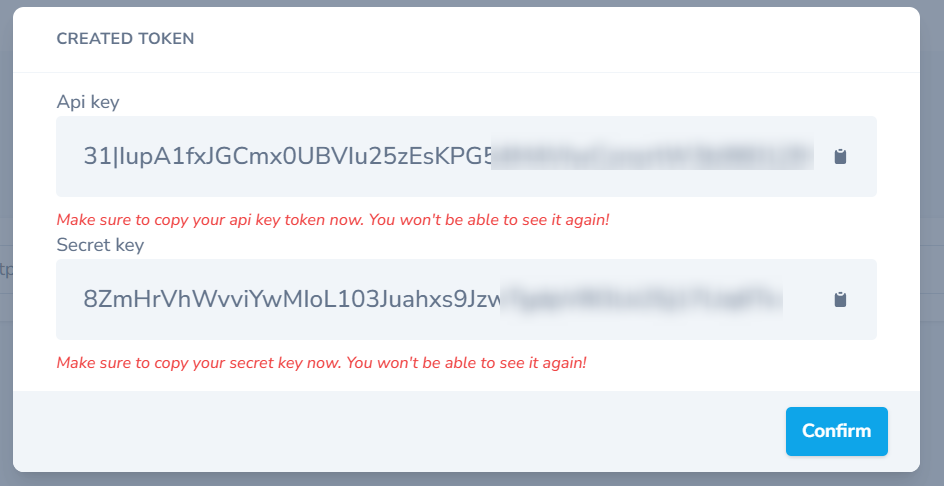 CREATED TOKEN
Api key
31|IupA1fxJGCmx0UBVIu25zEsKPG5
Make sure to copy your api key token now. You won't be able to see it again!
Secret key
8ZmHrVhWvviYwMIoL103Juahxs9Jzw
Make sure to copy your secret key now. You won't be able to see it again!
Confirm